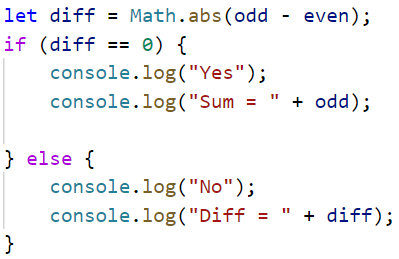 let diff = Math.abs(odd - even);
if (diff == 0) {
    console.log("Yes");
    console.log("Sum = " + odd);
} else {
    console.log("No");
    console.log("Diff = " + diff);
}